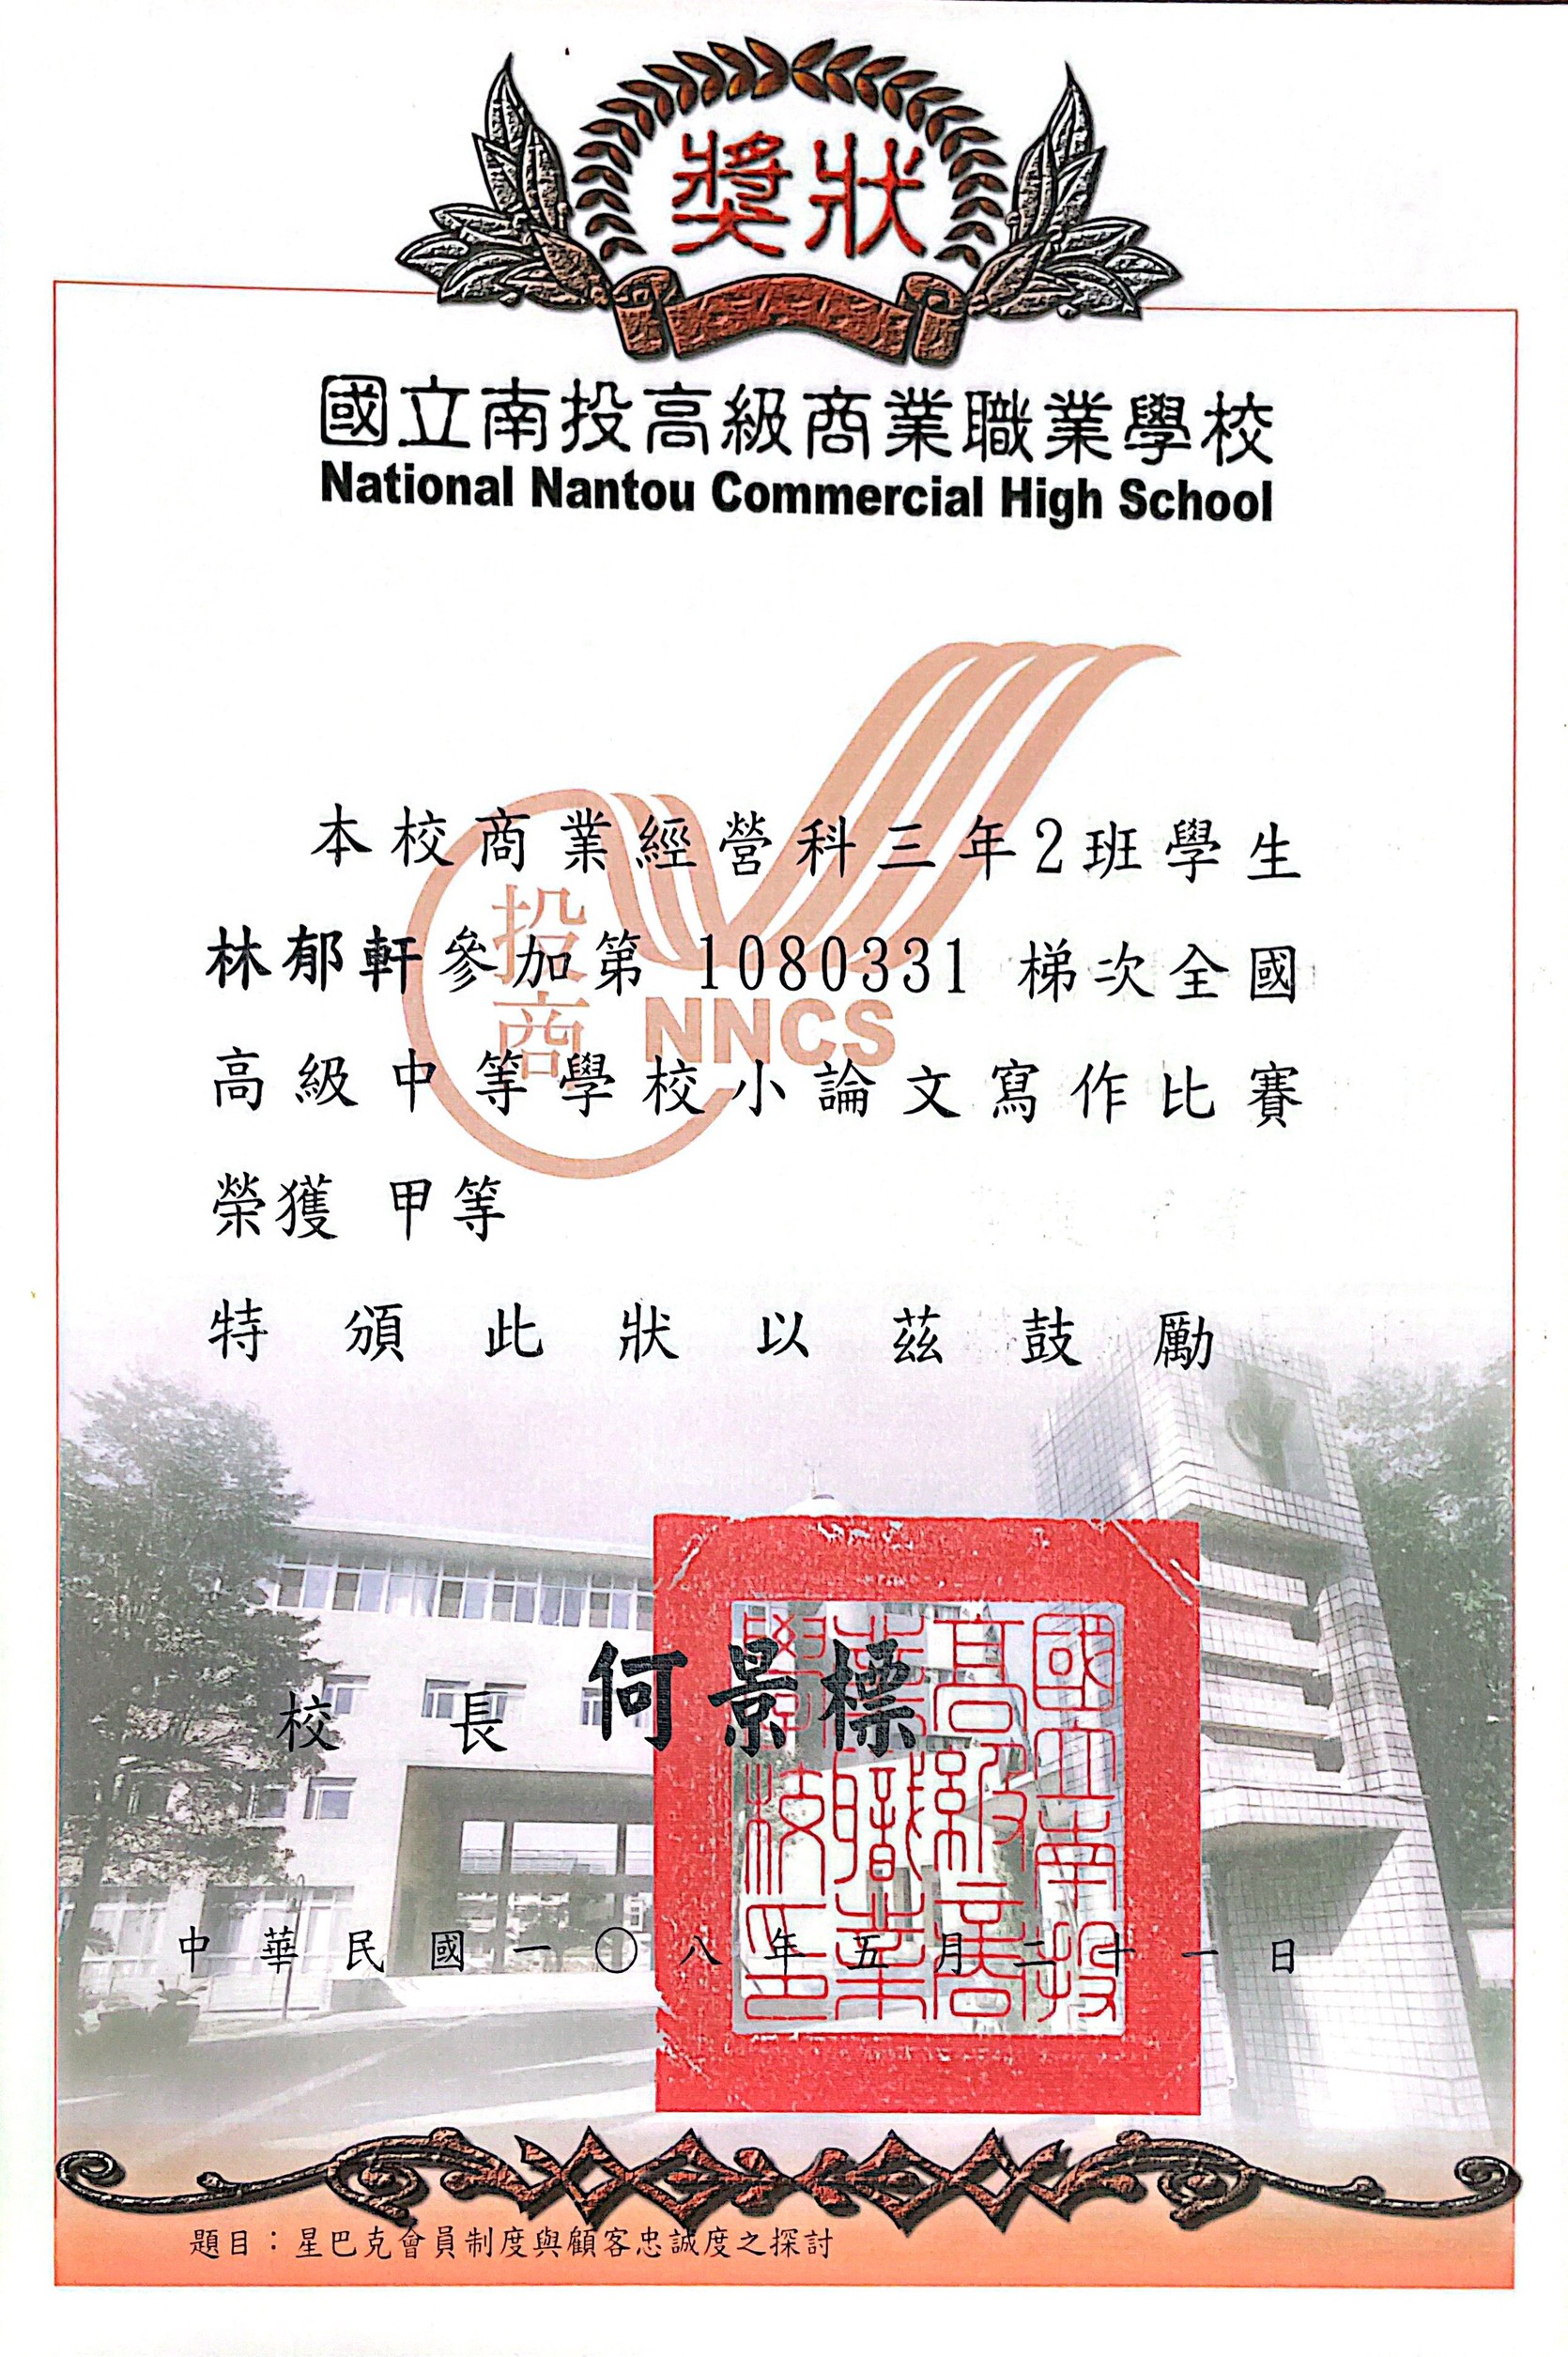 獎狀
國立南投高級商業職業學校
National Nantou Commercial High School
本校商業經營科三年2班學生
林郁軒參加第 1080331 梯次全國
高級中等學校小論文寫作比賽
榮獲 甲等
特頒此狀以茲鼓勵
投商 NNCS
校長 何景標
國立南投高級商業職業學校印
中華民國一〇八年五月二十一日
題目：星巴克會員制度與顧客忠誠度之探討